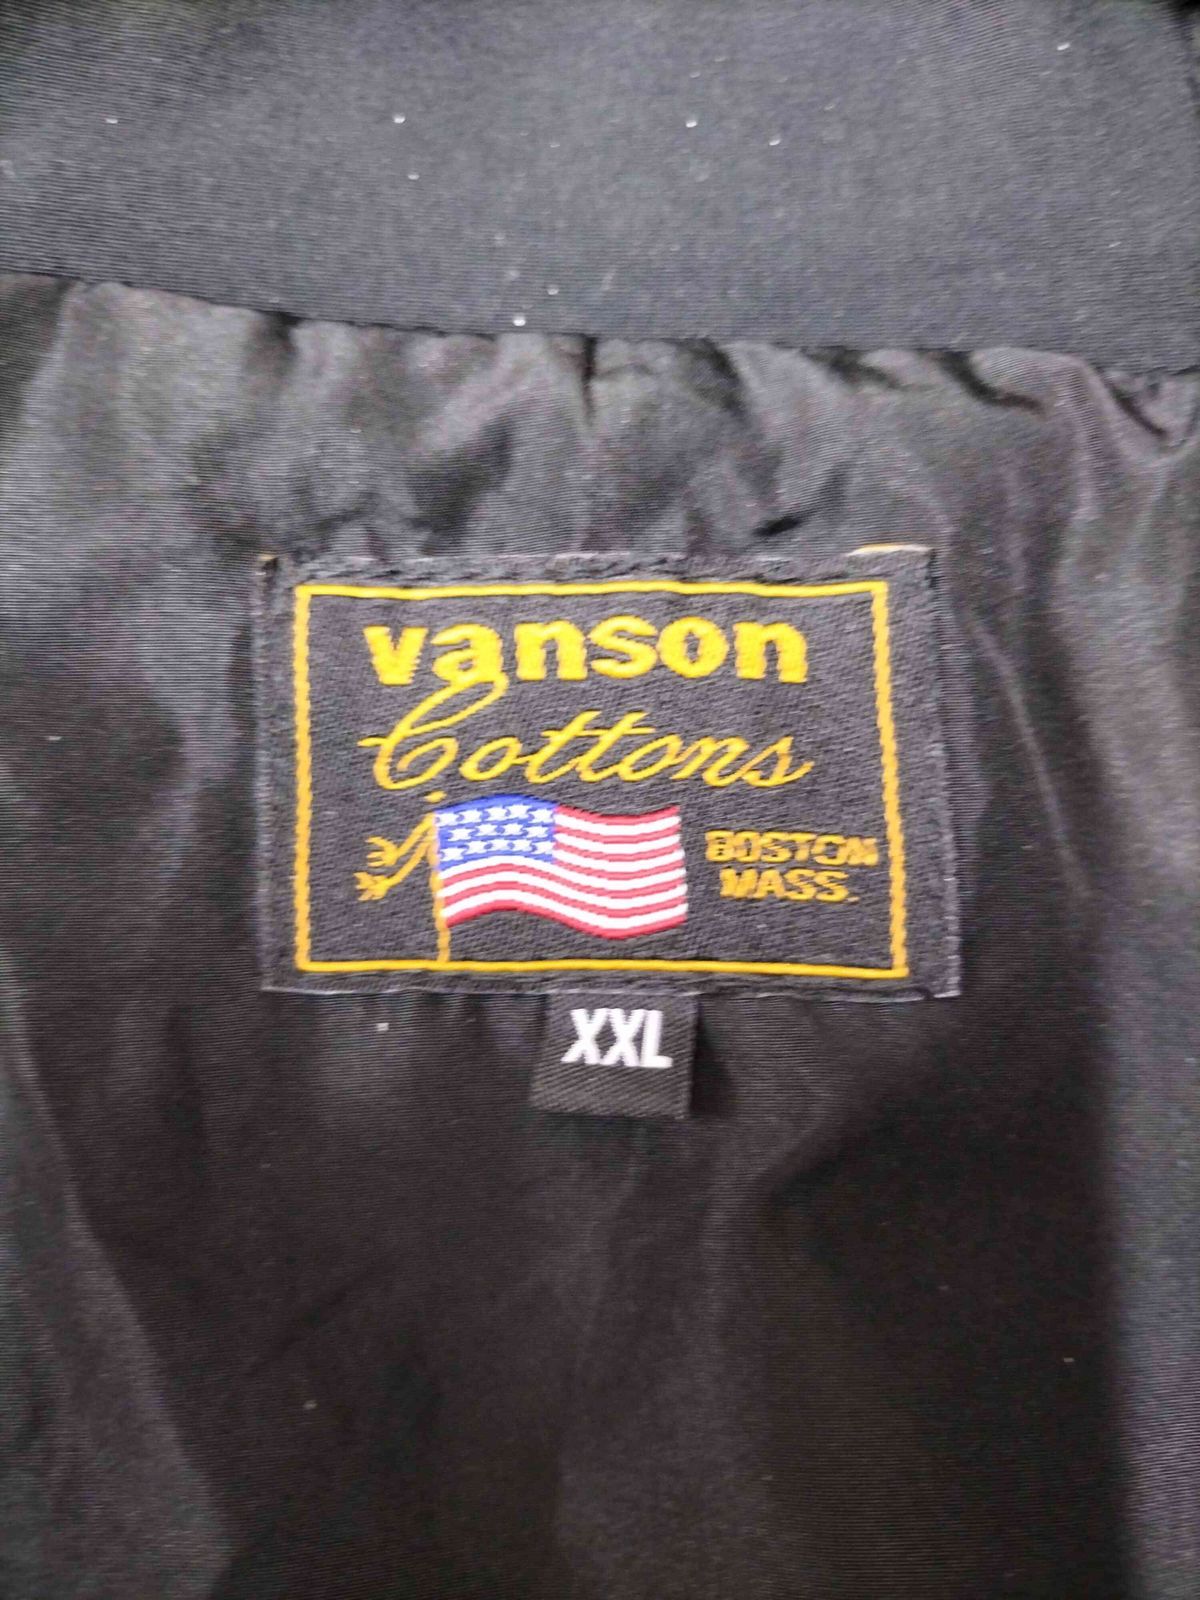 vanson
Cottons
BOSTON
MASS.
XXL